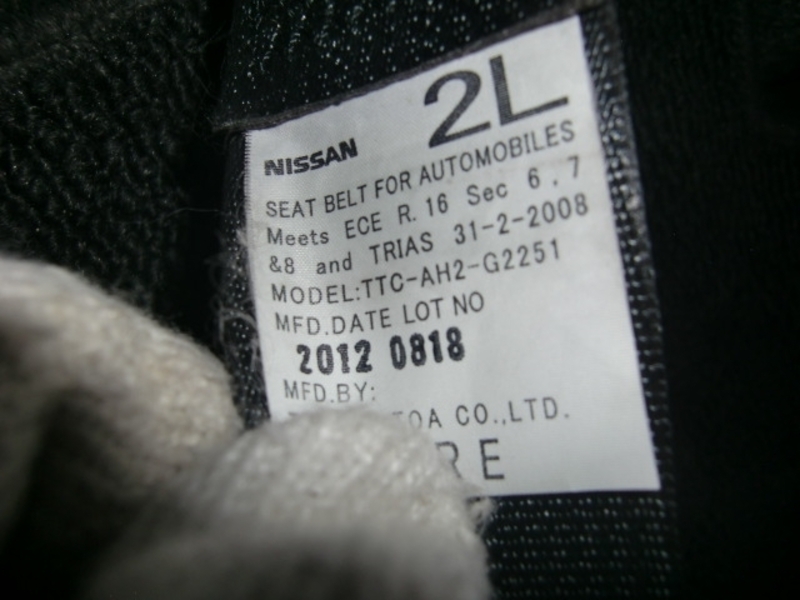 2L
NISSAN
SEAT BELT FOR AUTOMOBILES
Meets ECE R.16 Sec 6.7
&8 and TRIAS 31-2-2008
MODEL:TTC-AH2-G2251
MFD.DATE LOT NO
2012 0818
MFD.BY:
CO.,LTD.